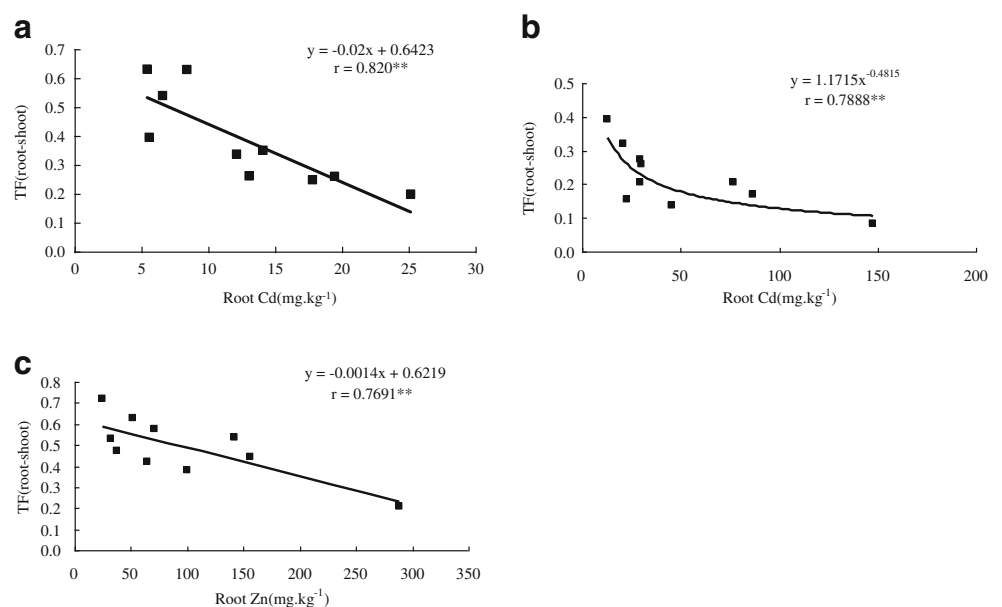 a
y = -0.02x + 0.6423
r = 0.820**
TF(root-shoot)
0.7
0.6
0.5
0.4
0.3
0.2
0.1
0.0
0 5 10 15 20 25 30
Root Cd(mg.kg⁻¹)
b
y = 1.1715x⁻⁰·⁴⁸¹⁵
r = 0.7888**
TF(root-shoot)
0.5
0.4
0.3
0.2
0.1
0.0
0 50 100 150 200
Root Cd(mg.kg⁻¹)
c
y = -0.0014x + 0.6219
r = 0.7691**
TF(root-shoot)
0.8
0.7
0.6
0.5
0.4
0.3
0.2
0.1
0.0
0 50 100 150 200 250 300 350
Root Zn(mg.kg⁻¹)